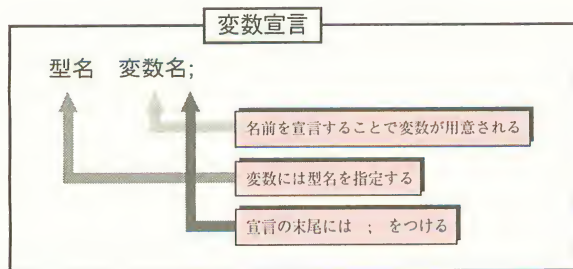 変数宣言
型名 変数名;
名前を宣言することで変数が用意される
変数には型名を指定する
宣言の末尾には ; をつける